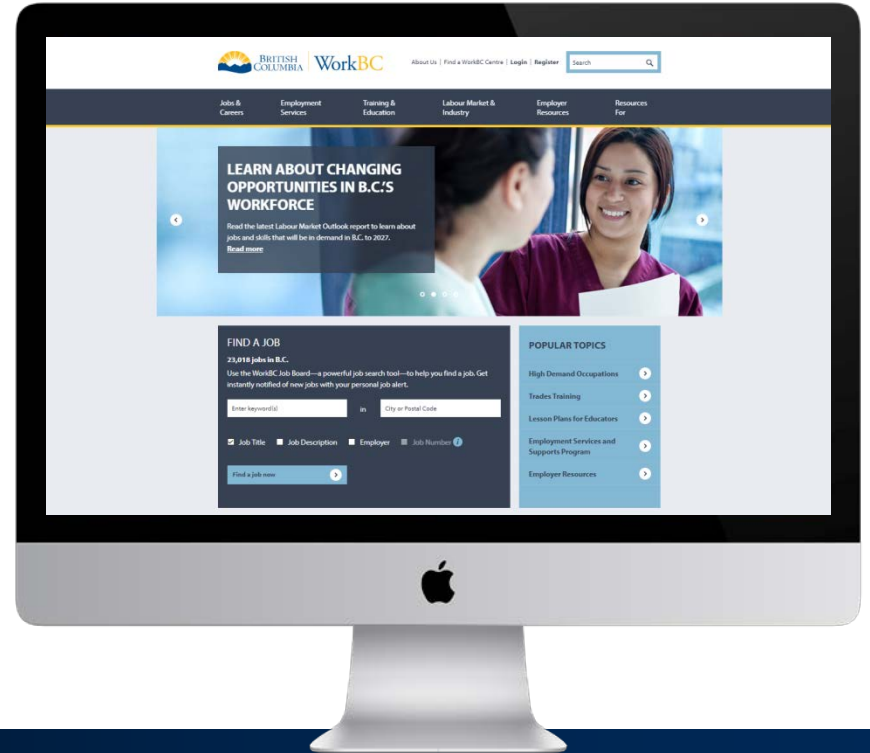 BRITISH COLUMBIA WorkBC
About Us | Find a WorkBC Centre | Login | Register
Search
Jobs & Careers
Employment Services
Training & Education
Labour Market & Industry
Employer Resources
Resources For
LEARN ABOUT CHANGING
OPPORTUNITIES IN B.C.'S
WORKFORCE
Read the latest Labour Market Outlook report to learn about
jobs and skills that will be in demand in B.C. to 2027.
Read more
FIND A JOB
23,018 jobs in B.C.
Use the WorkBC Job Board—a powerful job search tool—to help you find a job. Get
instantly notified of new jobs with your personal job alert.
Enter keyword(s) in City or Postal Code
Job Title Job Description Employer Job Number
Find a job now
POPULAR TOPICS
High Demand Occupations
Trades Training
Lesson Plans for Educators
Employment Services and
Supports Program
Employer Resources